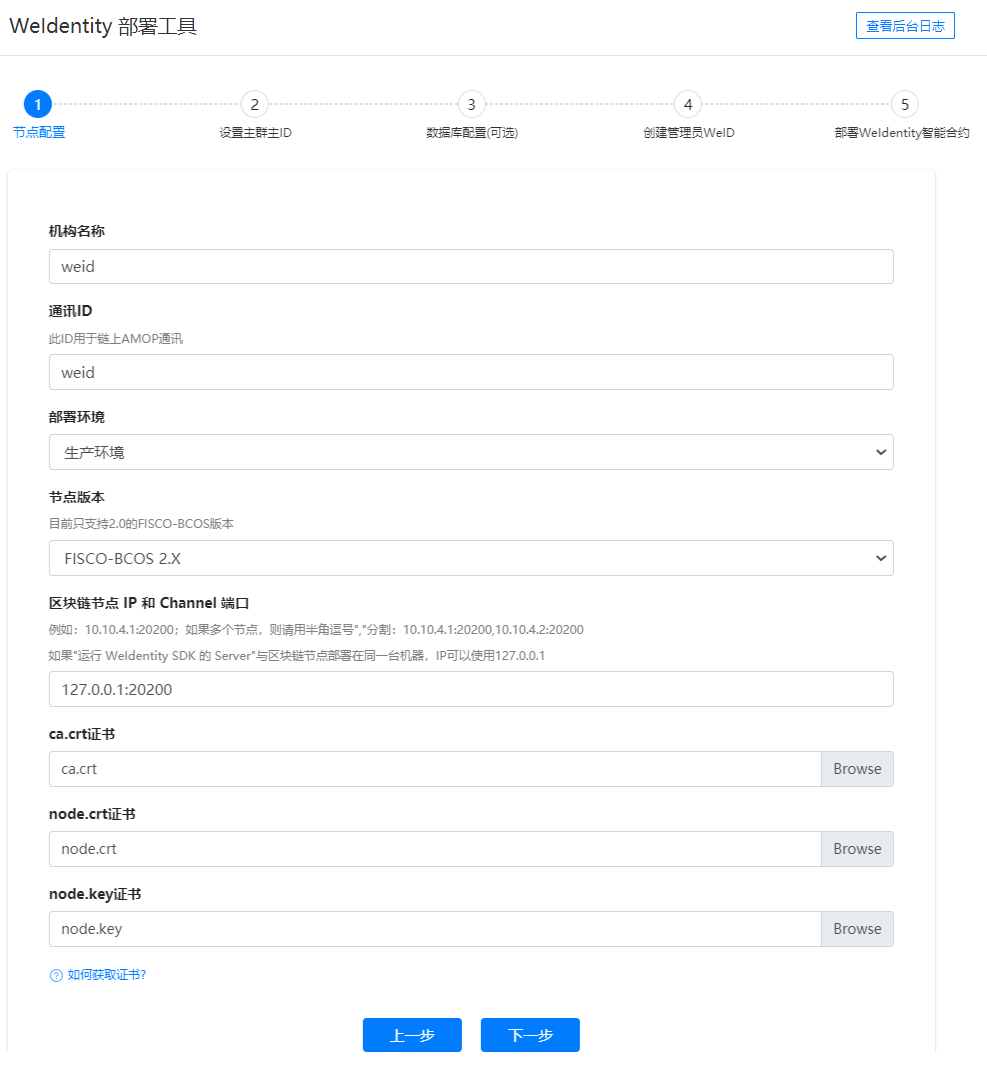 WeIdentity 部署工具
查看后台日志
1
2
3
4
5
节点配置
设置主群主ID
数据库配置(可选)
创建管理员WeID
部署WeIdentity智能合约
机构名称
weid
通讯ID
此ID用于链上AMOP通讯
weid
部署环境
生产环境
节点版本
目前只支持2.0的FISCO-BCOS版本
FISCO-BCOS 2.X
区块链节点 IP 和 Channel 端口
例如：10.10.4.1:20200；如果多个节点，则请用半角逗号","分割：10.10.4.1:20200,10.10.4.2:20200
如果"运行 WeIdentity SDK 的 Server"与区块链节点部署在同一台机器，IP可以使用127.0.0.1
127.0.0.1:20200
ca.crt证书
ca.crt
Browse
node.crt证书
node.crt
Browse
node.key证书
node.key
Browse
? 如何获取证书?
上一步
下一步